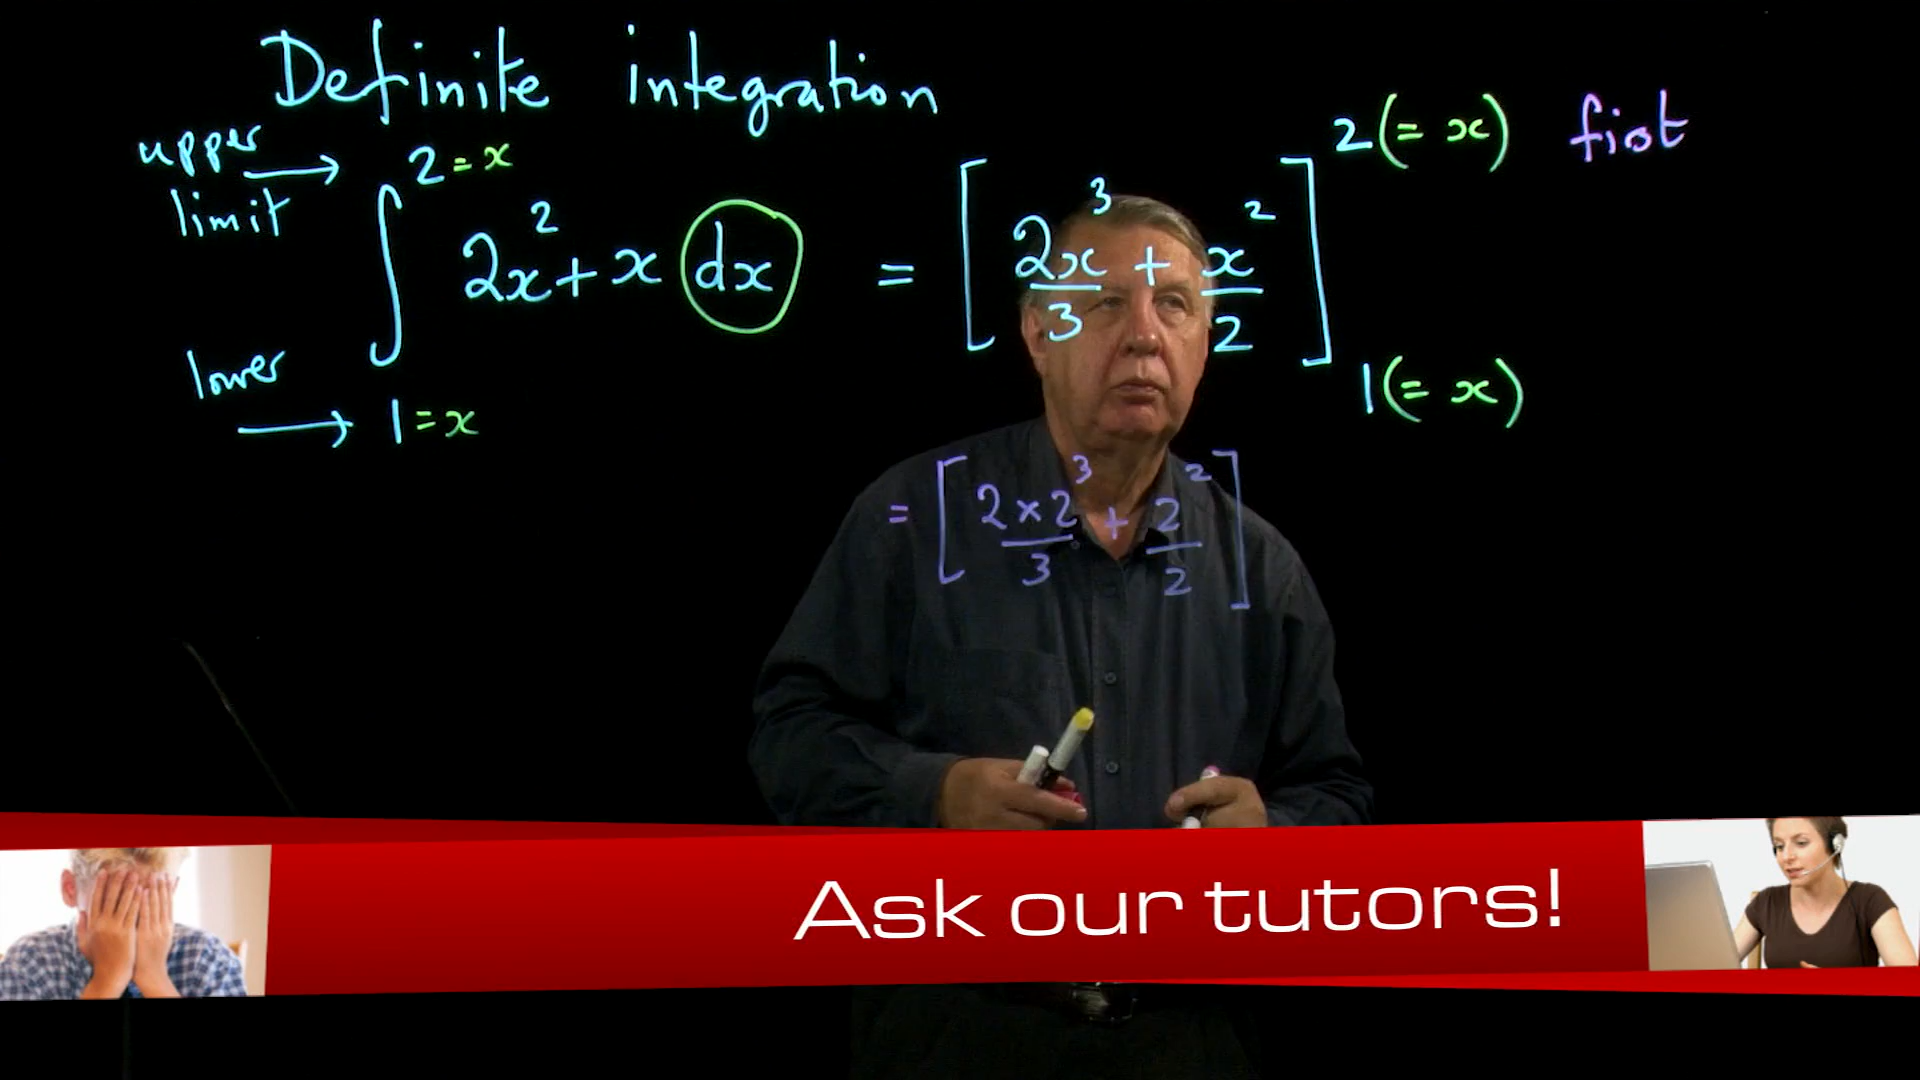 Definite integration
upper
limit
2 = x
∫ 2x² + x dx = [ 2x³/3 + x²/2 ]
2 (= x) first
lower
1 = x
1 (= x)
= [ 2 × 2³/3 + 2²/2 ]
Ask our tutors!